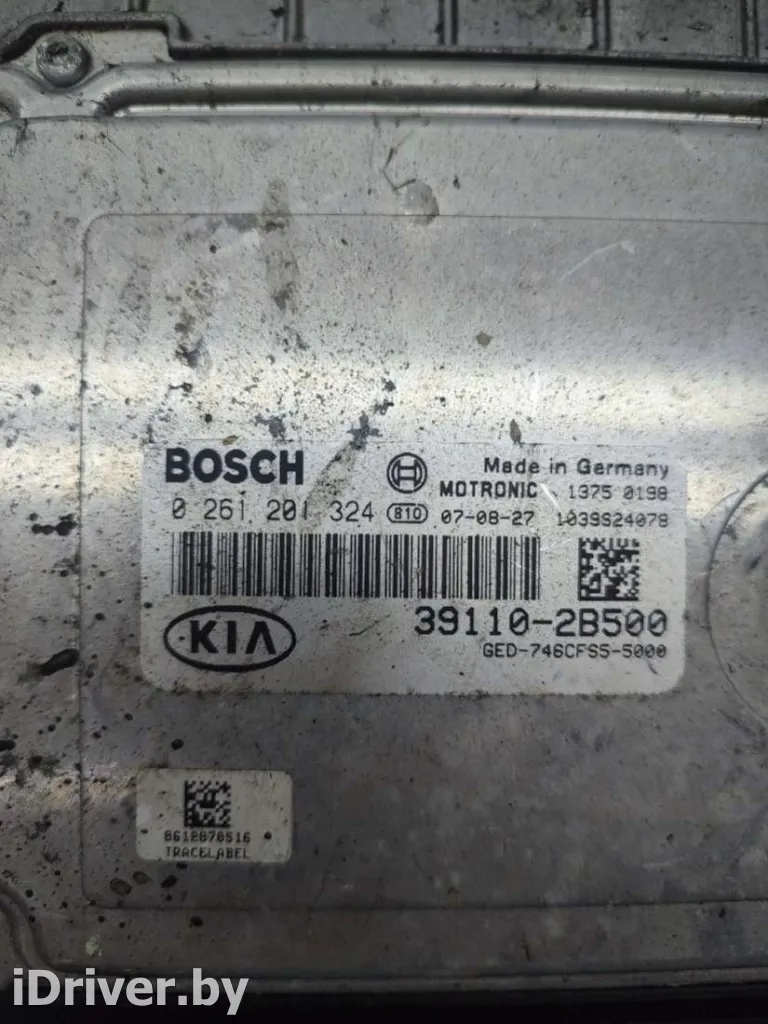 BOSCH
Made in Germany
MOTRONIC 1375 0198
0 261 201 324 810 07-08-27 1039S24078
KIA
39110-2B500
GED-746CFS5-5000
8612870516
TRACELABEL
iDriver.by